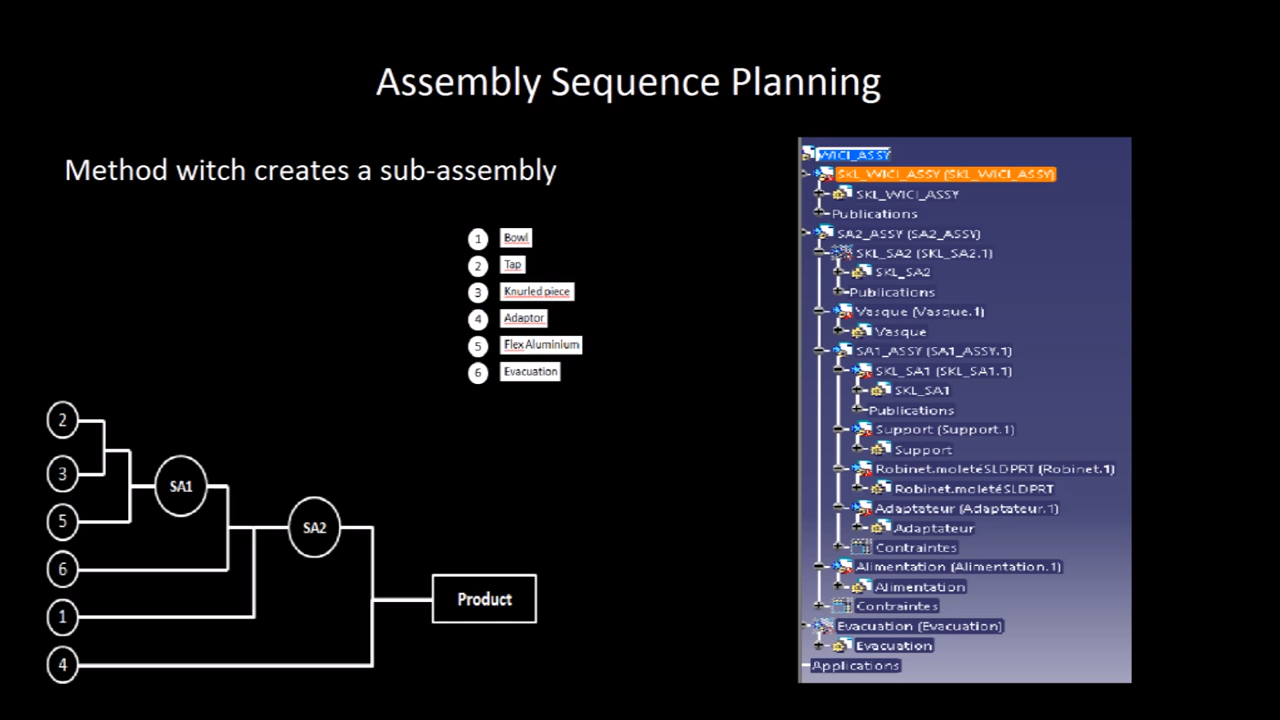 Assembly Sequence Planning
Method witch creates a sub-assembly
1 Bowl
2 Tap
3 Knurled piece
4 Adaptor
5 Flex Aluminium
6 Evacuation
2
3
SA1
5
SA2
6
1
Product
4
WICI_ASSY
SKL_WICI_ASSY (SKL_WICI_ASSY)
SKL_WICI_ASSY
Publications
SA2_ASSY (SA2_ASSY)
SKL_SA2 (SKL_SA2.1)
SKL_SA2
Publications
Vasque (Vasque.1)
Vasque
SA1_ASSY (SA1_ASSY.1)
SKL_SA1 (SKL_SA1.1)
SKL_SA1
Publications
Support (Support.1)
Support
Robinet.moletéSLDPRT (Robinet.1)
Robinet.moletéSLDPRT
Adaptateur (Adaptateur.1)
Adaptateur
Contraintes
Alimentation (Alimentation.1)
Alimentation
Contraintes
Evacuation (Evacuation)
Evacuation
Applications